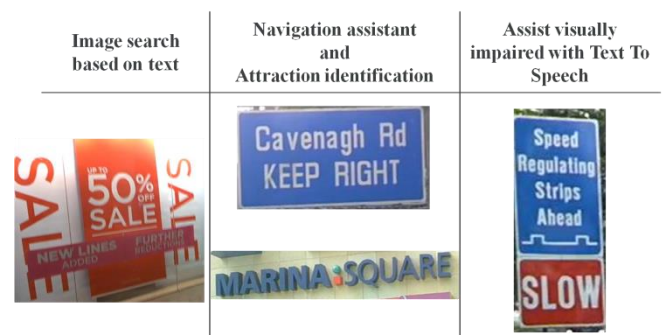 Image search
based on text
Navigation assistant
and
Attraction identification
Assist visually
impaired with Text To
Speech
SALE
UP TO
50% OFF
SALE
NEW LINES
ADDED
FURTHER
REDUCTIONS
SALE
Cavenagh Rd
KEEP RIGHT
MARINA SQUARE
Speed
Regulating
Strips
Ahead
SLOW